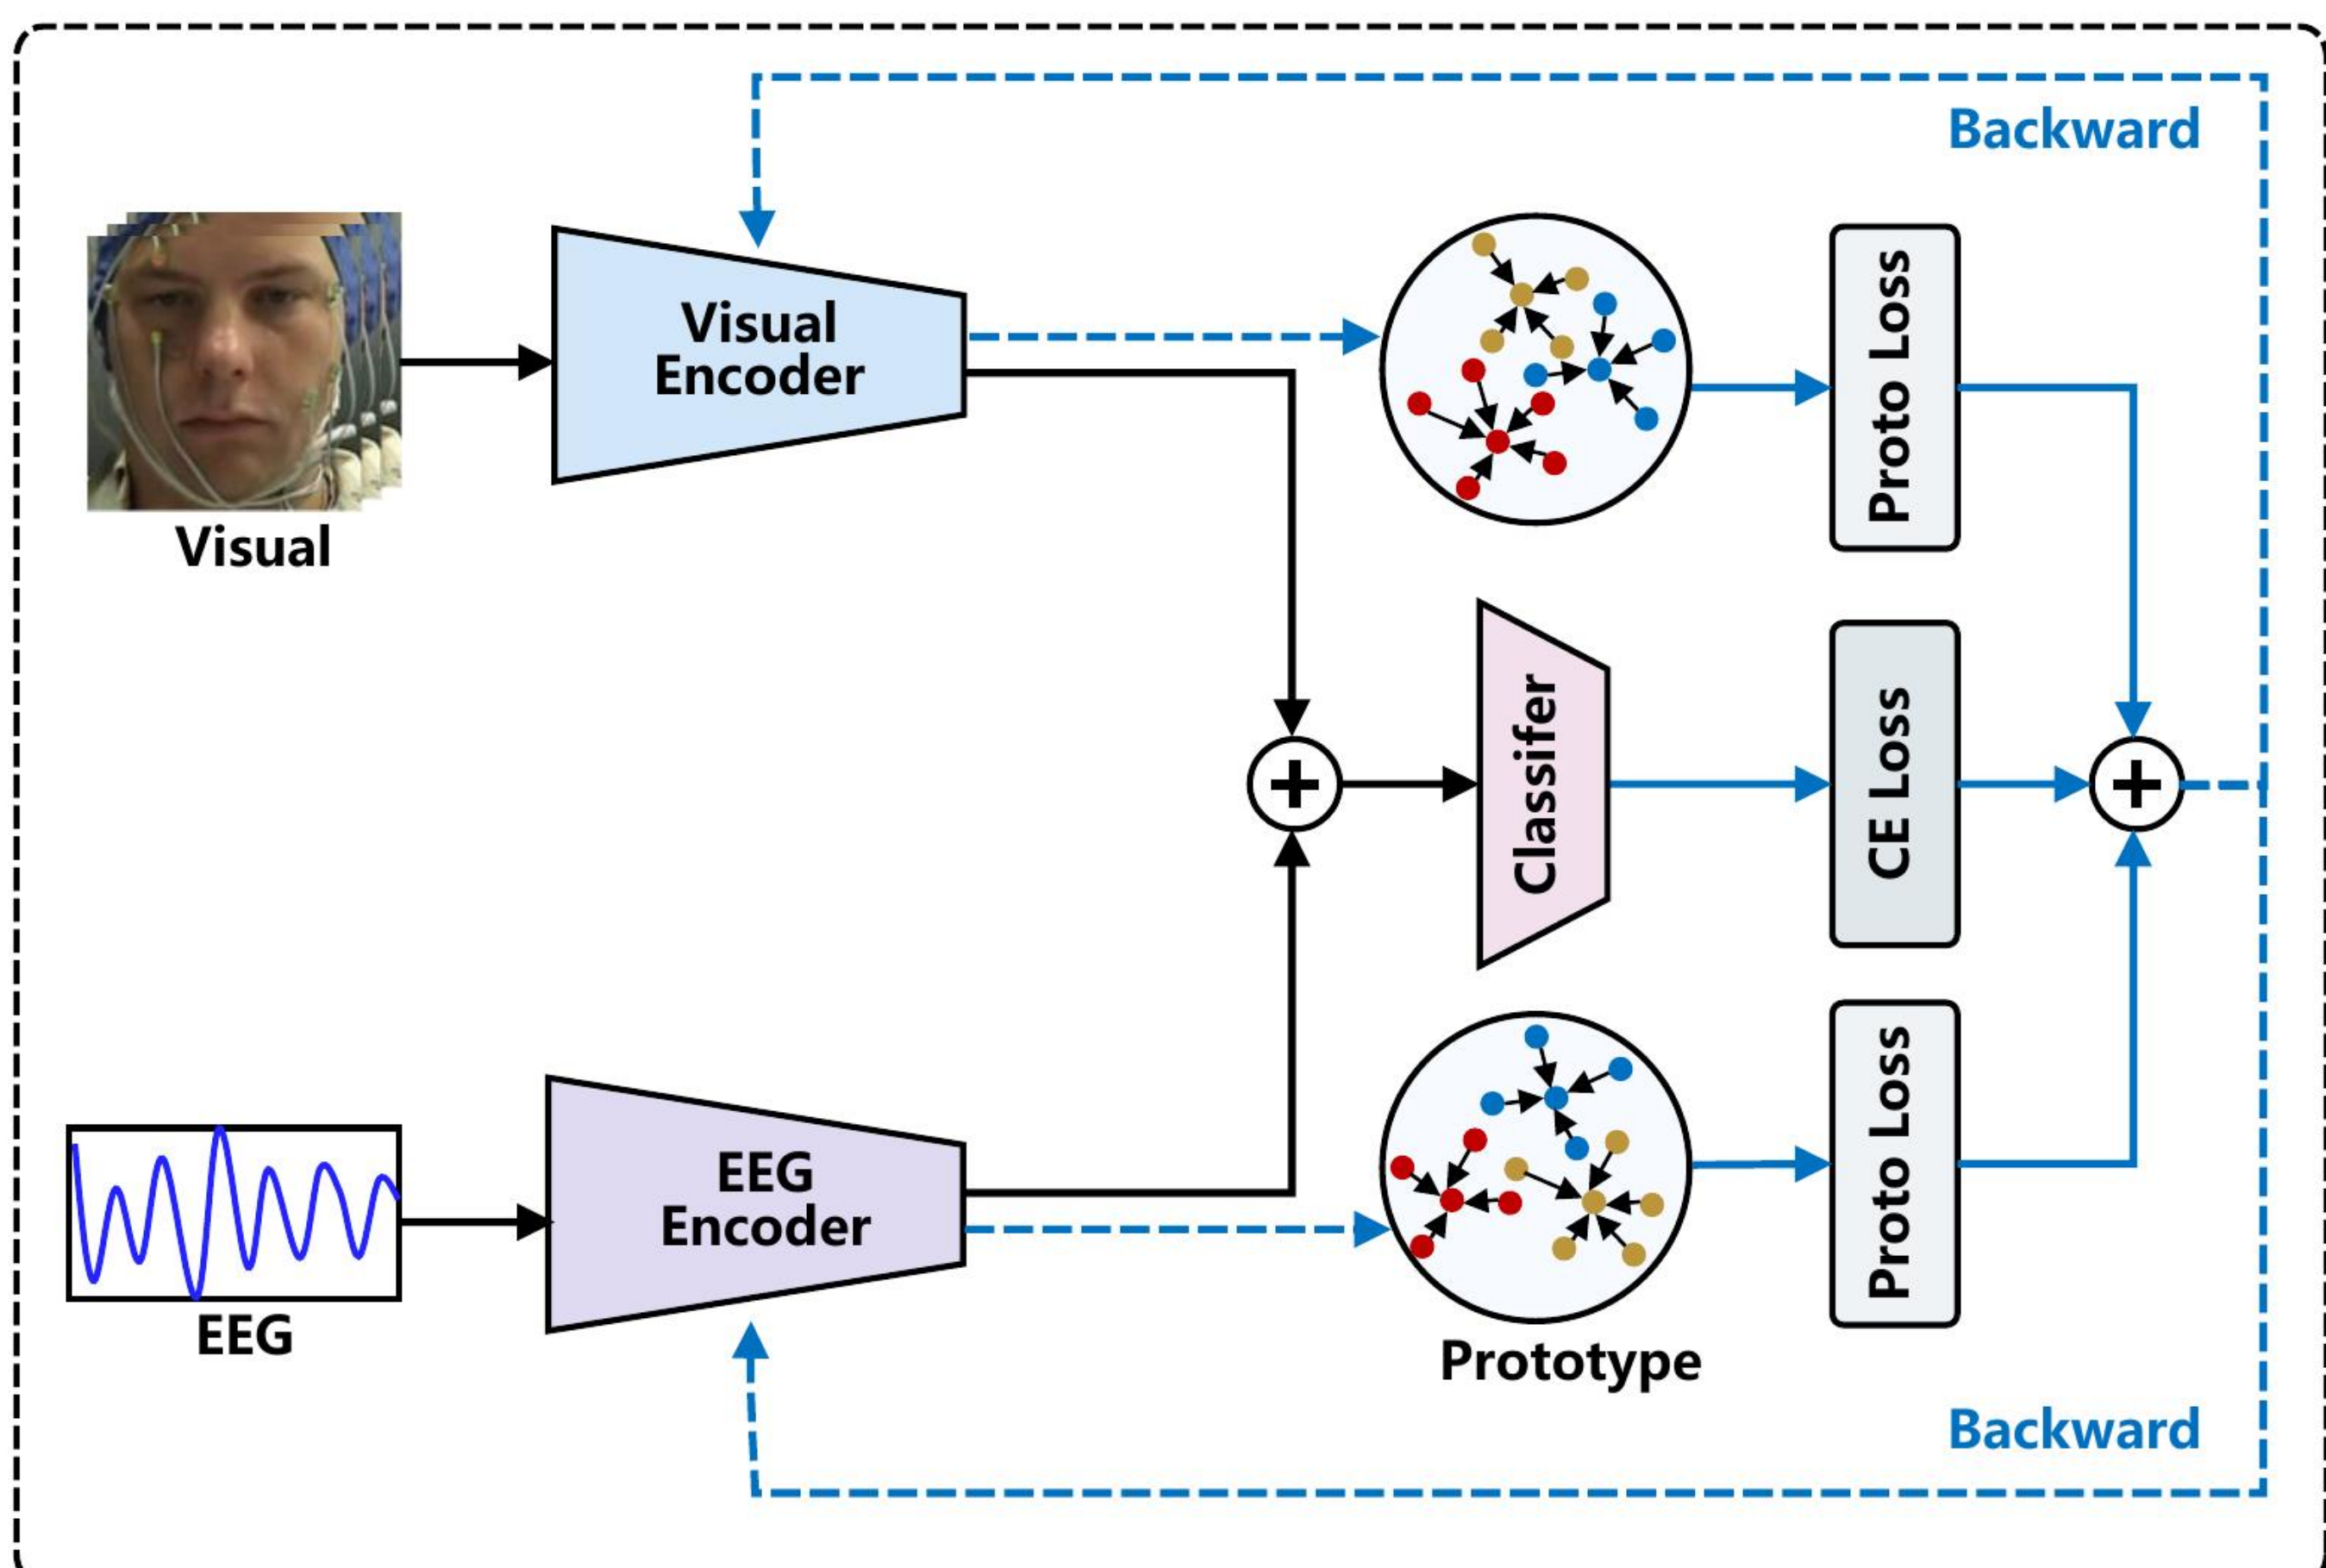 Backward
Visual
Encoder
Proto Loss
Visual
Classifer
CE Loss
EEG
Encoder
Proto Loss
EEG
Prototype
Backward